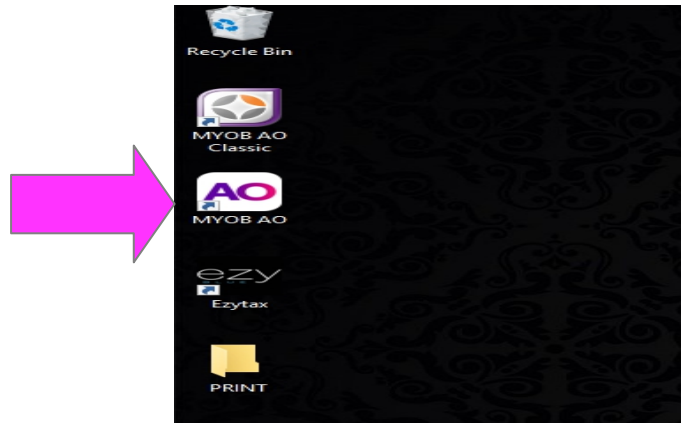 Recycle Bin
MYOB AO
Classic
AO
MYOB AO
ezy
Ezytax
PRINT